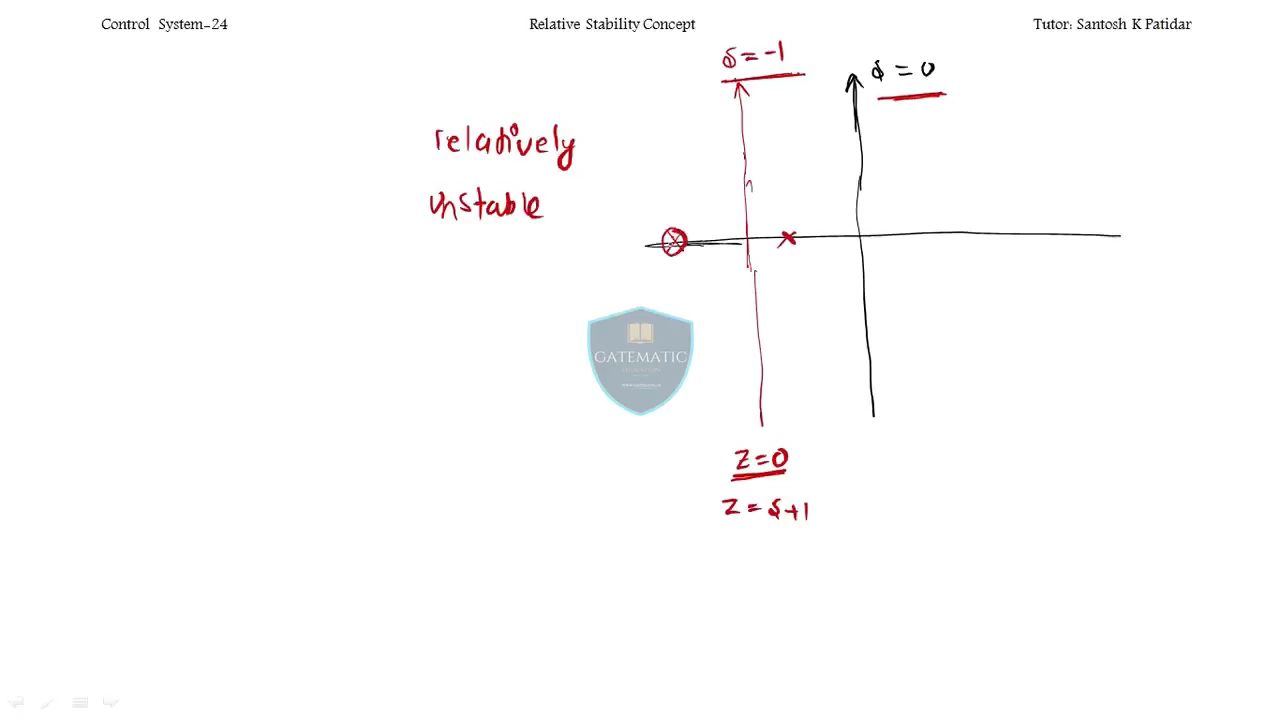 Control System-24
Relative Stability Concept
Tutor: Santosh K Patidar
s = -1
s = 0
relatively
unstable
GATEMATIC
Z=0
Z = s+1